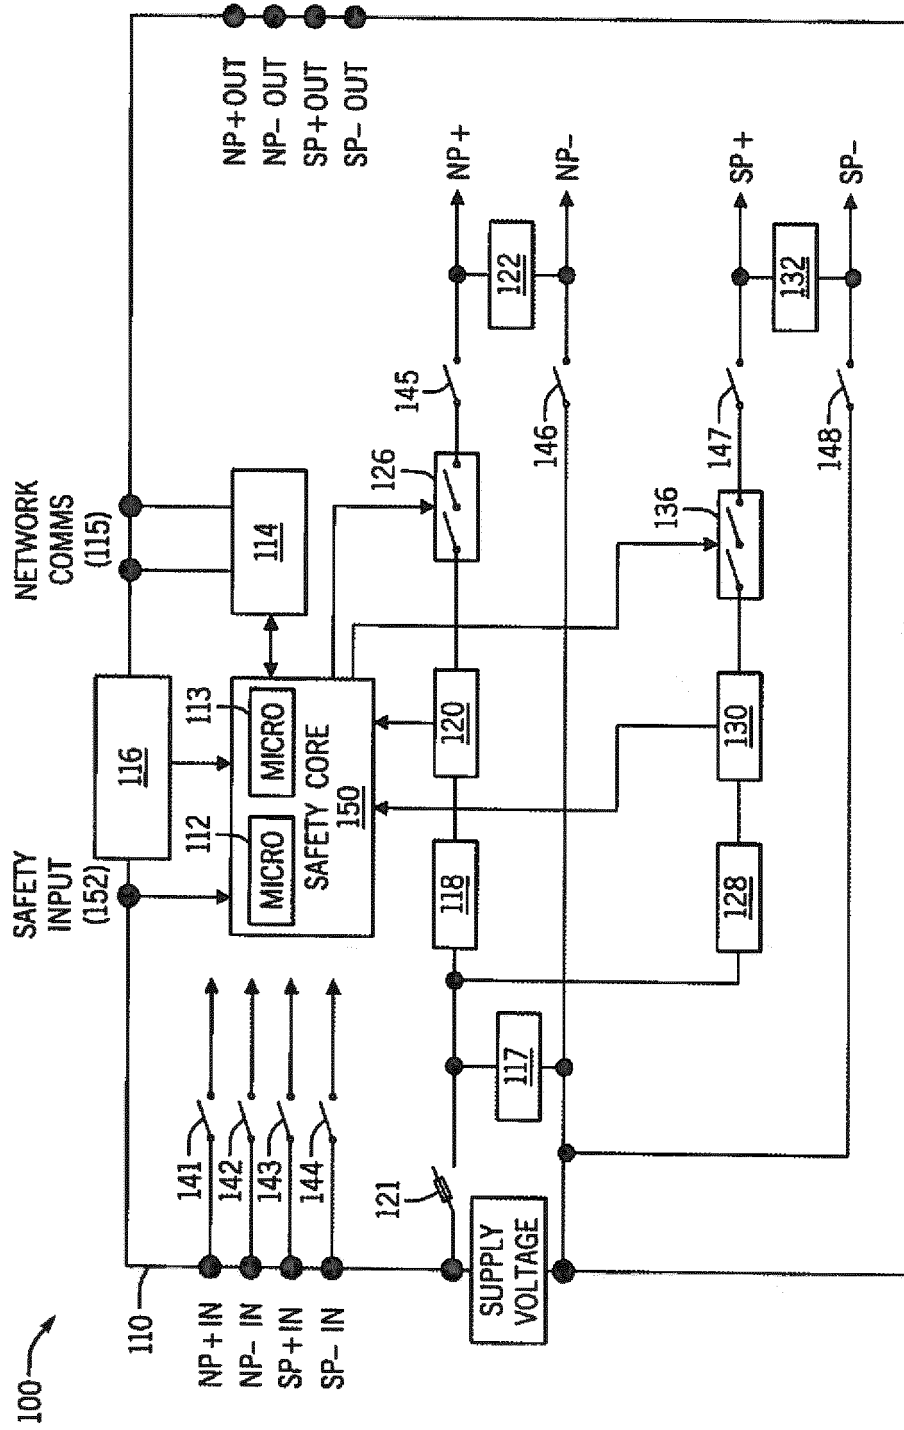 100
110
NP+ IN
NP- IN
SP+ IN
SP- IN
141
142
143
144
SAFETY
INPUT
(152)
116
NETWORK
COMMS
(115)
114
112
113
MICRO
MICRO
SAFETY CORE
150
NP+ OUT
NP- OUT
SP+ OUT
SP- OUT
SUPPLY
VOLTAGE
121
117
118
120
126
145
146
122
NP+
NP-
128
130
136
147
148
132
SP+
SP-